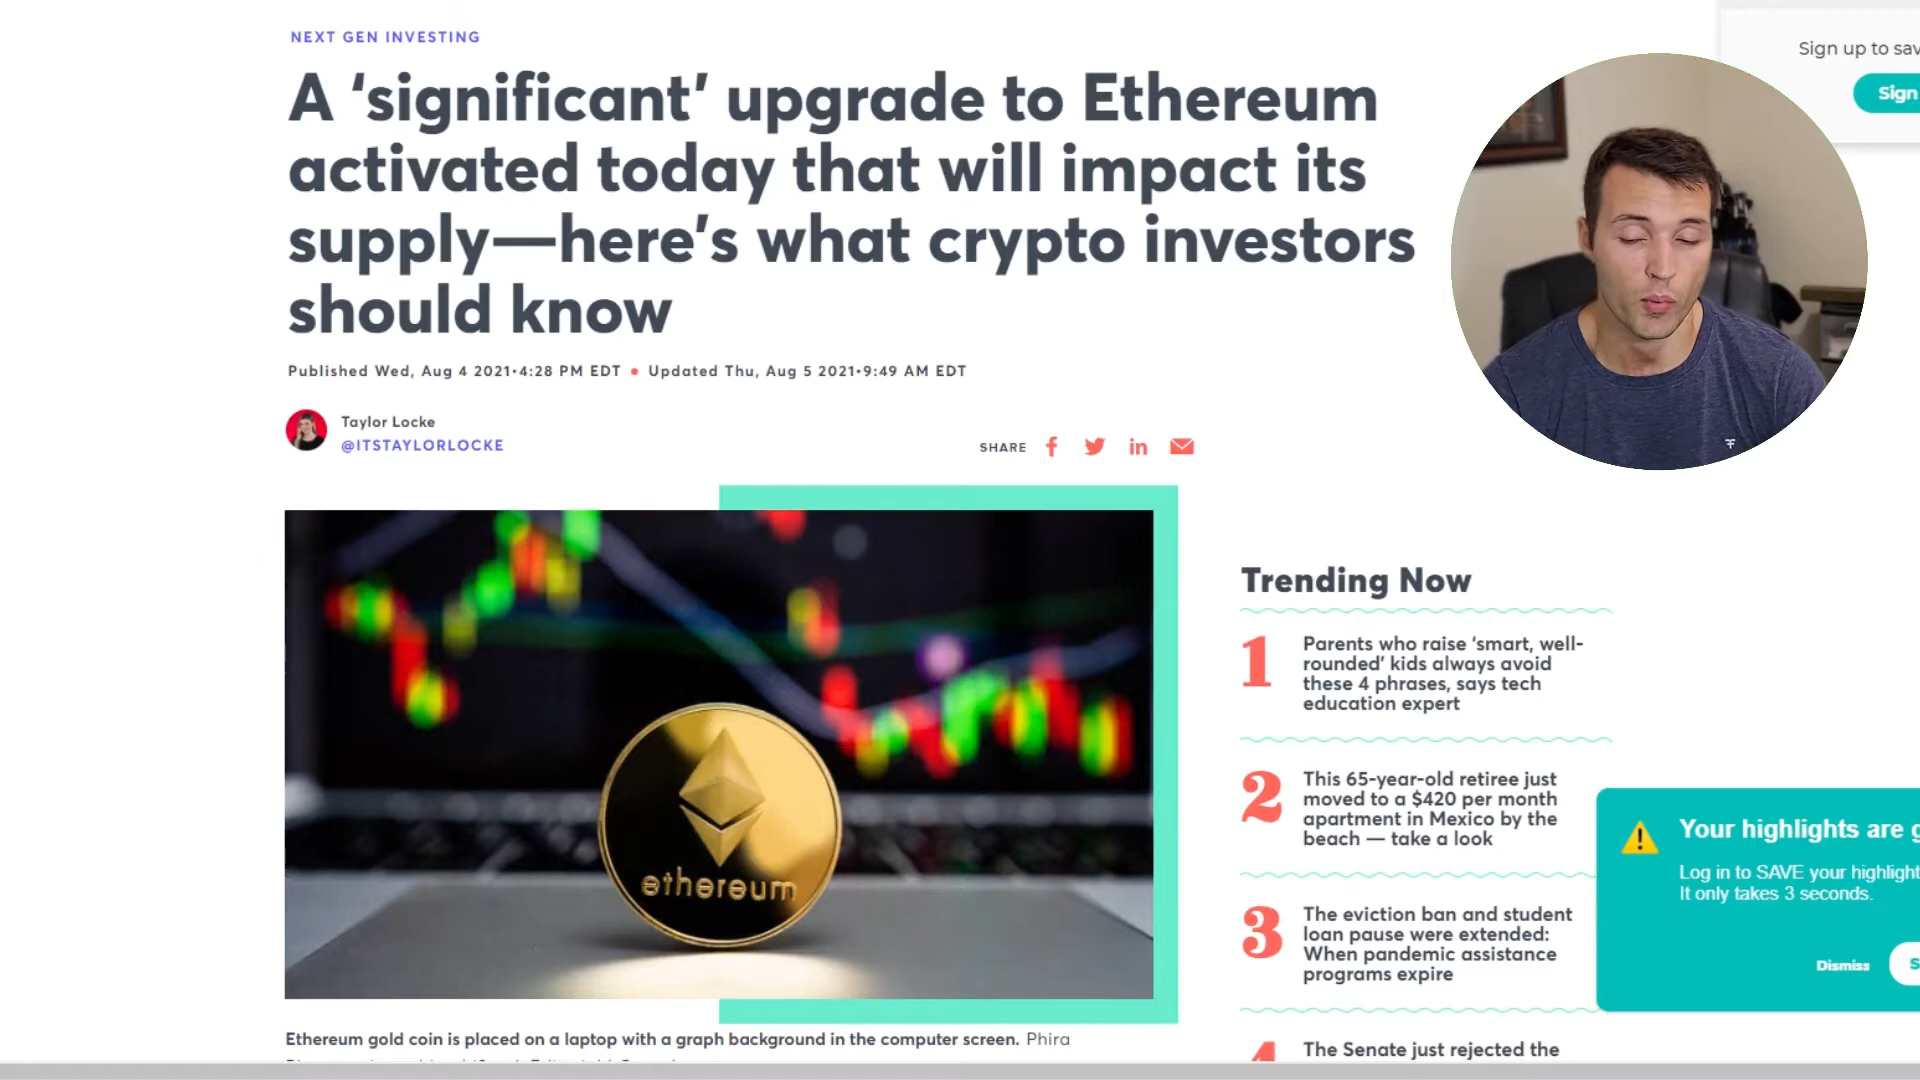 NEXT GEN INVESTING
A ‘significant’ upgrade to Ethereum
activated today that will impact its
supply—here’s what crypto investors
should know
Published Wed, Aug 4 2021•4:28 PM EDT • Updated Thu, Aug 5 2021•9:49 AM EDT
Taylor Locke
@ITSTAYLORLOCKE
SHARE
ethereum
Ethereum gold coin is placed on a laptop with a graph background in the computer screen. Phira
Trending Now
1
Parents who raise ‘smart, well-
rounded’ kids always avoid
these 4 phrases, says tech
education expert
2
This 65-year-old retiree just
moved to a $420 per month
apartment in Mexico by the
beach — take a look
3
The eviction ban and student
loan pause were extended:
When pandemic assistance
programs expire
4
The Senate just rejected the
Sign up to sav
Sign
Your highlights are g
Log in to SAVE your highlight
It only takes 3 seconds.
Dismiss
S